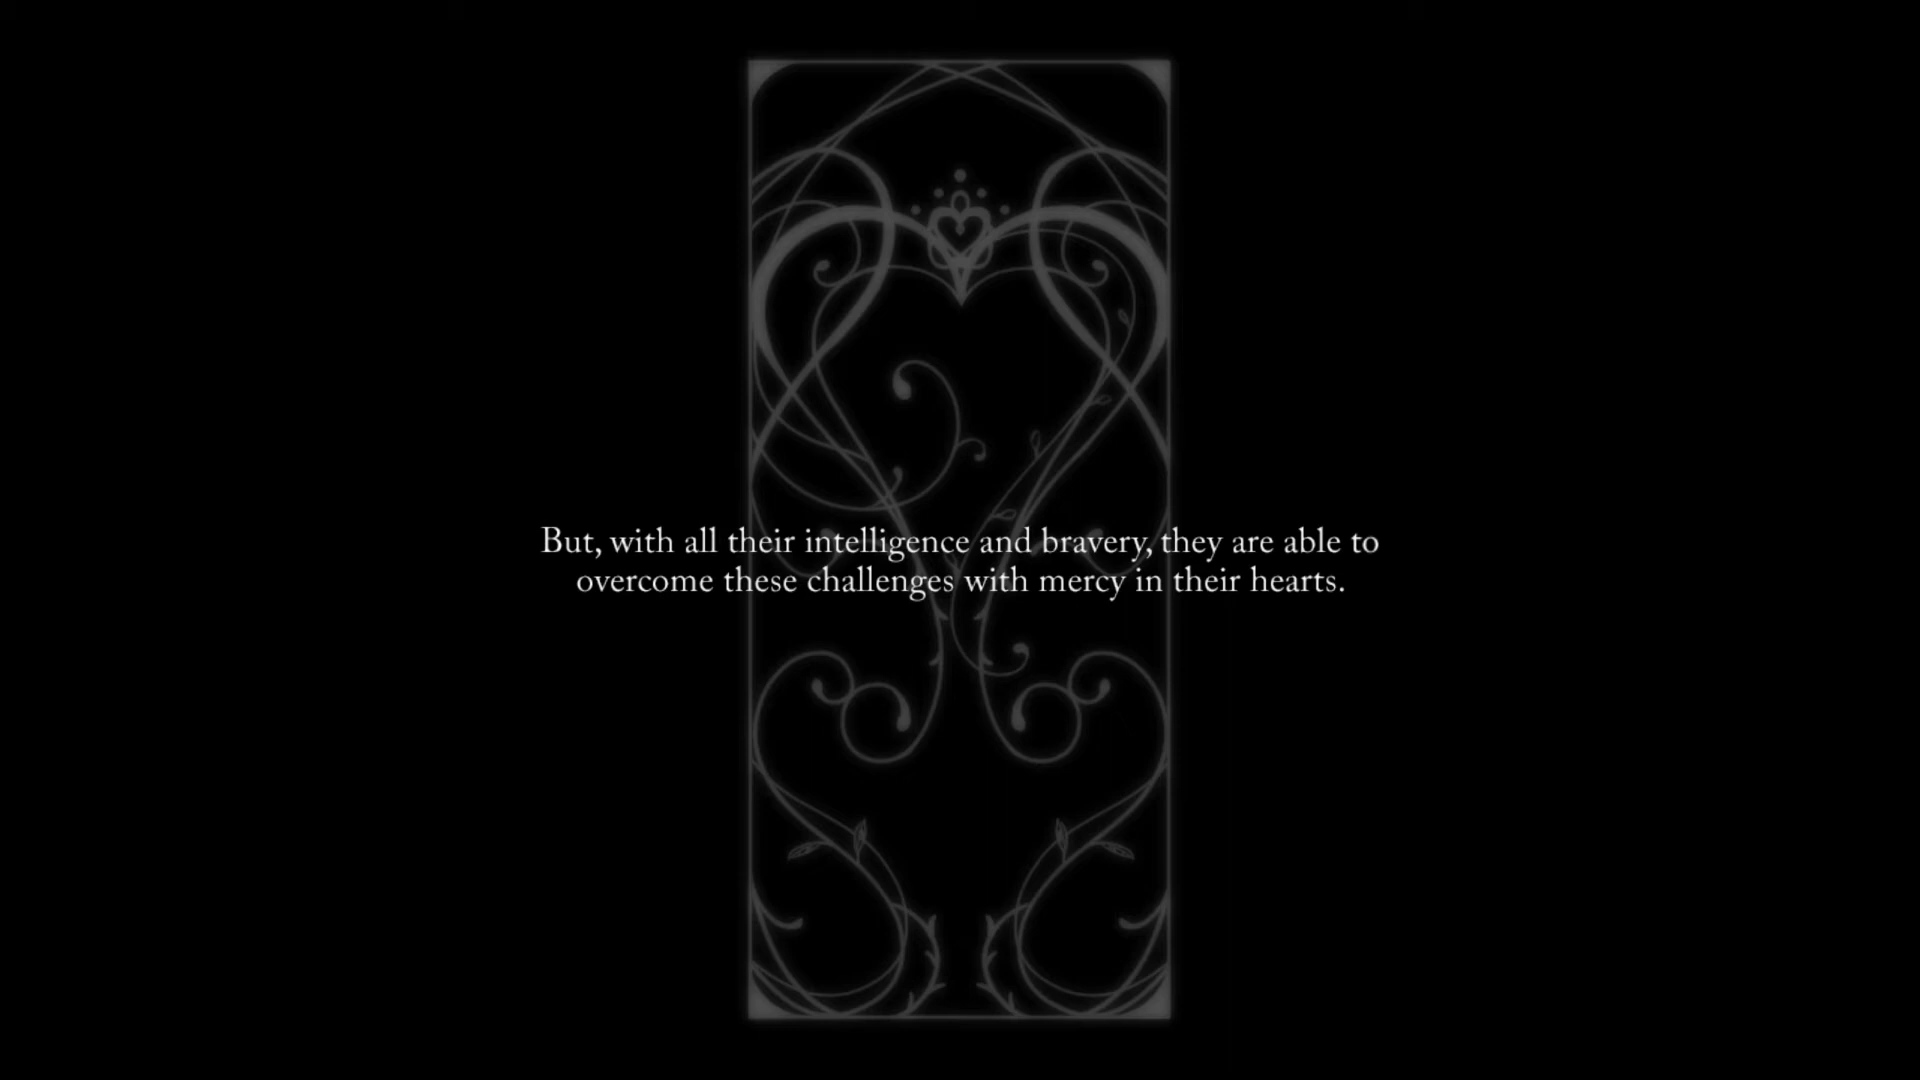 But, with all their intelligence and bravery, they are able to
overcome these challenges with mercy in their hearts.